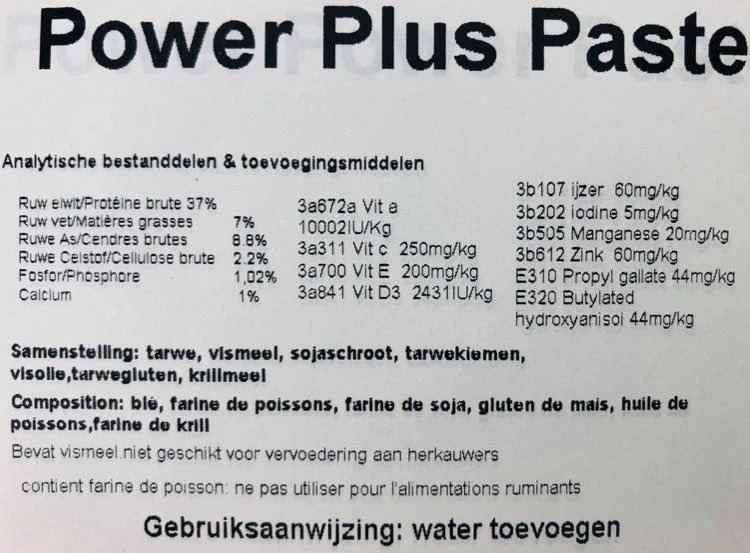 Power Plus Paste
Analytische bestanddelen & toevoegingsmiddelen
Ruw eiwit/Protéine brute 37%
Ruw vet/Matières grasses 7%
Ruwe As/Cendres brutes 8.8%
Ruwe Celstof/Cellulose brute 2.2%
Fosfor/Phosphore 1,02%
Calcium 1%
3a672a Vit a
10002IU/Kg
3a311 Vit c 250mg/kg
3a700 Vit E 200mg/kg
3a841 Vit D3 2431IU/kg
3b107 ijzer 60mg/kg
3b202 iodine 5mg/kg
3b505 Manganese 20mg/kg
3b612 Zink 60mg/kg
E310 Propyl gallate 44mg/kg
E320 Butylated
hydroxyanisol 44mg/kg
Samenstelling: tarwe, vismeel, sojaschroot, tarwekiemen,
visolie,tarwegluten, krillmeel
Composition: blé, farine de poissons, farine de soja, gluten de mais, huile de
poissons,farine de krill
Bevat vismeel.niet geschikt voor vervoedering aan herkauwers
contient farine de poisson: ne pas utiliser pour l'alimentations ruminants
Gebruiksaanwijzing: water toevoegen